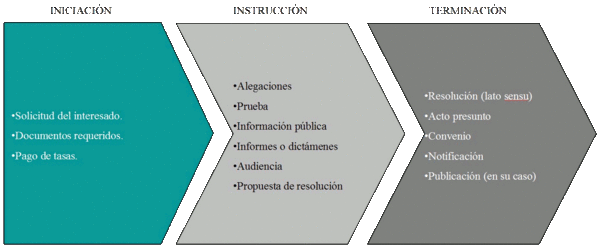 INICIACIÓN
•Solicitud del interesado.
•Documentos requeridos.
•Pago de tasas.
INSTRUCCIÓN
•Alegaciones
•Prueba
•Información pública
•Informes o dictámenes
•Audiencia
•Propuesta de resolución
TERMINACIÓN
•Resolución (lato sensu)
•Acto presunto
•Convenio
•Notificación
•Publicación (en su caso)